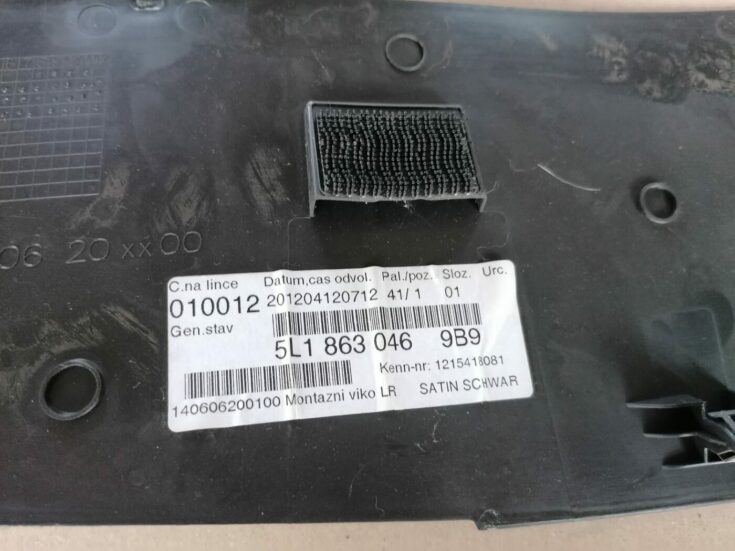 06 20 xx 00
C.na lince Datum,cas odvol. Pal./poz. Sloz. Urc.
010012 201204120712 41/ 1 01
Gen.stav
5L1 863 046 9B9
Kenn-nr: 1215418081
140606200100 Montazni viko LR SATIN SCHWAR